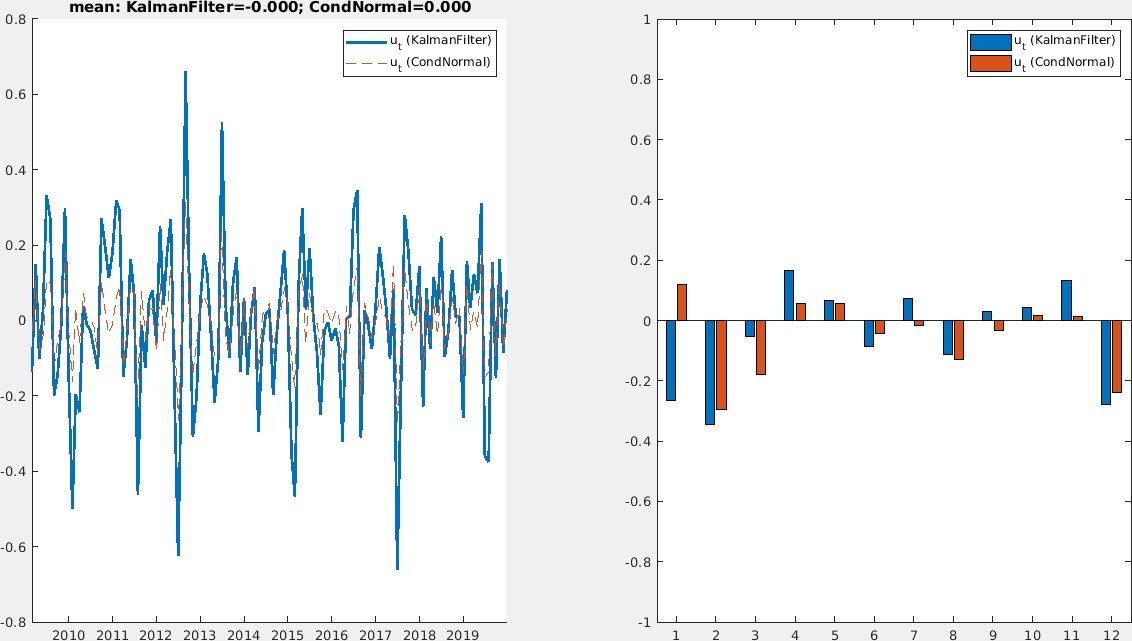 mean: KalmanFilter=-0.000; CondNormal=0.000
0.8
0.6
0.4
0.2
0
-0.2
-0.4
-0.6
-0.8
2010 2011 2012 2013 2014 2015 2016 2017 2018 2019
u_t (KalmanFilter)
u_t (CondNormal)
1
0.8
0.6
0.4
0.2
0
-0.2
-0.4
-0.6
-0.8
-1
1 2 3 4 5 6 7 8 9 10 11 12
u_t (KalmanFilter)
u_t (CondNormal)